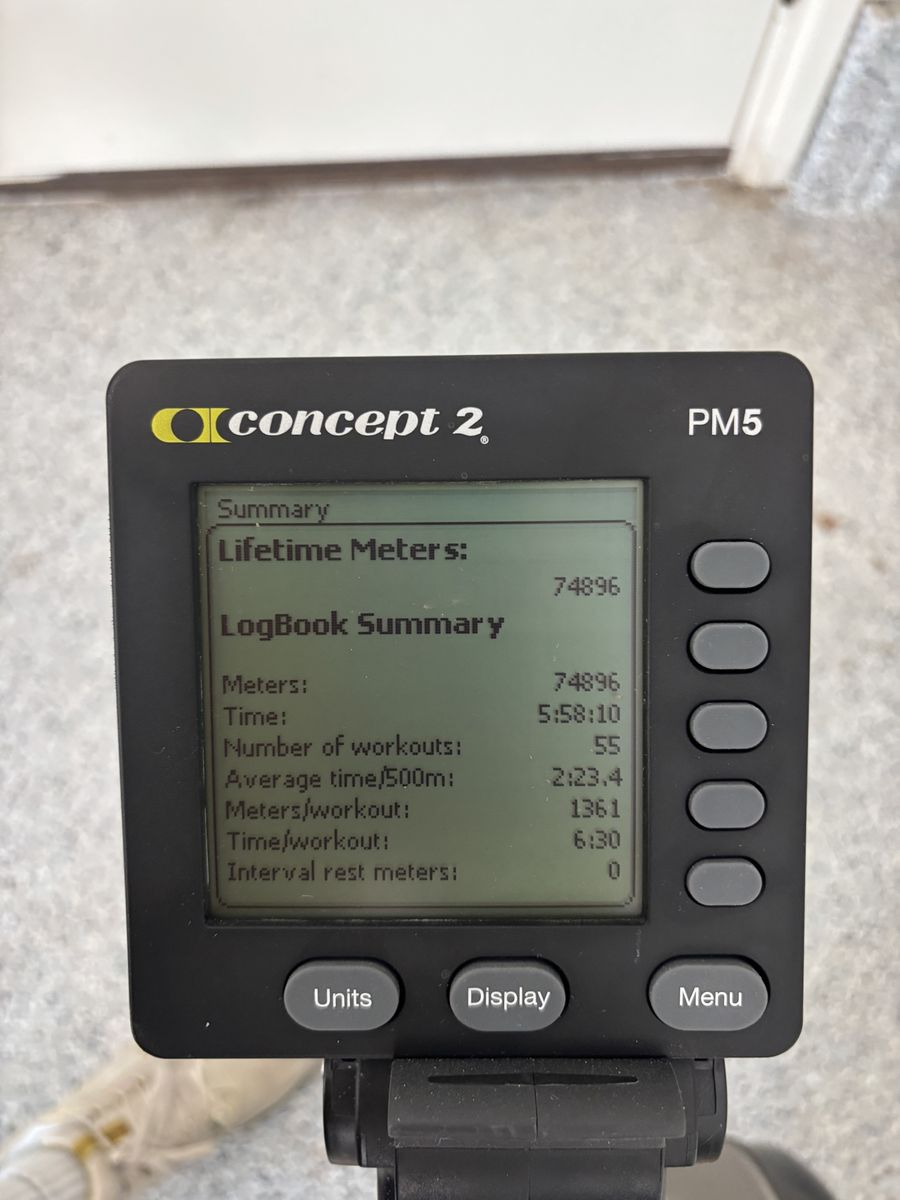 concept 2®
PM5
Summary
Lifetime Meters:
74896
LogBook Summary
Meters: 74896
Time: 5:58:10
Number of workouts: 55
Average time/500m: 2:23.4
Meters/workout: 1361
Time/workout: 6:30
Interval rest meters: 0
Units Display Menu